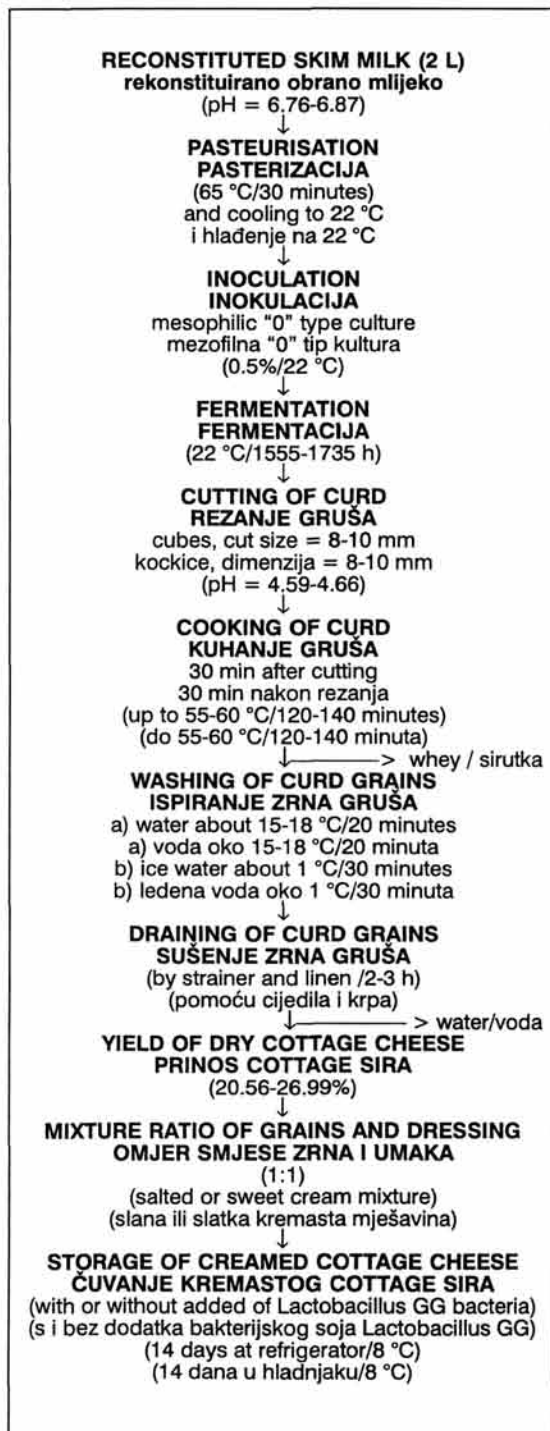 RECONSTITUTED SKIM MILK (2 L)
rekonstituirano obrano mlijeko
(pH = 6.76-6.87)
↓
PASTEURISATION
PASTERIZACIJA
(65 °C/30 minutes)
and cooling to 22 °C
i hlađenje na 22 °C
↓
INOCULATION
INOKULACIJA
mesophilic "0" type culture
mezofilna "0" tip kultura
(0.5%/22 °C)
↓
FERMENTATION
FERMENTACIJA
(22 °C/1555-1735 h)
↓
CUTTING OF CURD
REZANJE GRUŠA
cubes, cut size = 8-10 mm
kockice, dimenzija = 8-10 mm
(pH = 4.59-4.66)
↓
COOKING OF CURD
KUHANJE GRUŠA
30 min after cutting
30 min nakon rezanja
(up to 55-60 °C/120-140 minutes)
(do 55-60 °C/120-140 minuta)
↓———> whey / sirutka
WASHING OF CURD GRAINS
ISPIRANJE ZRNA GRUŠA
a) water about 15-18 °C/20 minutes
a) voda oko 15-18 °C/20 minuta
b) ice water about 1 °C/30 minutes
b) ledena voda oko 1 °C/30 minuta
↓
DRAINING OF CURD GRAINS
SUŠENJE ZRNA GRUŠA
(by strainer and linen /2-3 h)
(pomoću cijedila i krpa)
↓———> water/voda
YIELD OF DRY COTTAGE CHEESE
PRINOS COTTAGE SIRA
(20.56-26.99%)
↓
MIXTURE RATIO OF GRAINS AND DRESSING
OMJER SMJESE ZRNA I UMAKA
(1:1)
(salted or sweet cream mixture)
(slana ili slatka kremasta mješavina)
↓
STORAGE OF CREAMED COTTAGE CHEESE
ČUVANJE KREMASTOG COTTAGE SIRA
(with or without added of Lactobacillus GG bacteria)
(s i bez dodatka bakterijskog soja Lactobacillus GG)
(14 days at refrigerator/8 °C)
(14 dana u hladnjaku/8 °C)